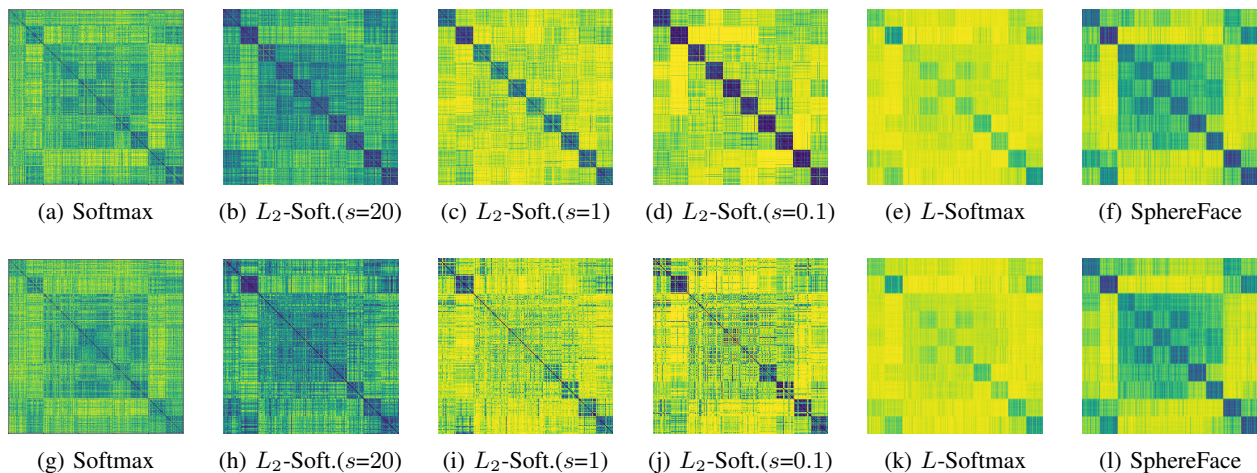 (a) Softmax (b) L₂-Soft.(s=20) (c) L₂-Soft.(s=1) (d) L₂-Soft.(s=0.1) (e) L-Softmax (f) SphereFace
(g) Softmax (h) L₂-Soft.(s=20) (i) L₂-Soft.(s=1) (j) L₂-Soft.(s=0.1) (k) L-Softmax (l) SphereFace